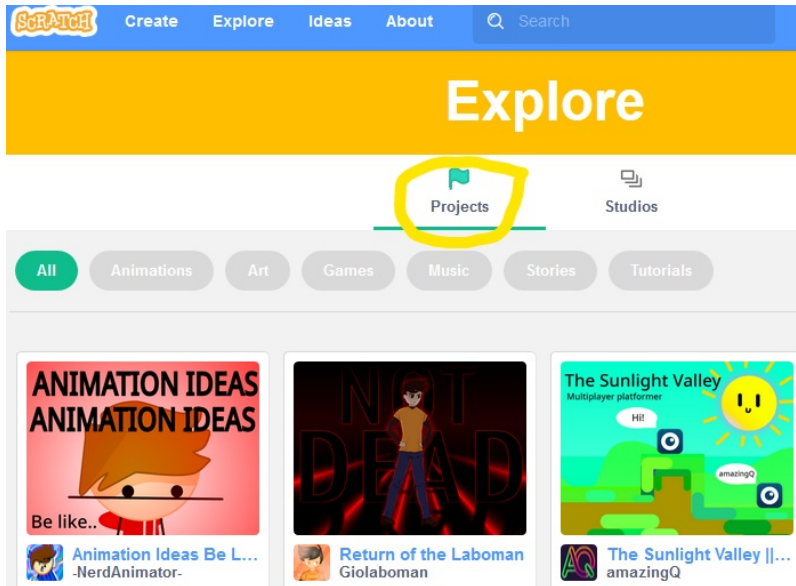 SCRATCH Create Explore Ideas About Search
Explore
Projects Studios
All Animations Art Games Music Stories Tutorials
ANIMATION IDEAS
ANIMATION IDEAS
Be like..
NOT
DEAD
The Sunlight Valley
Multiplayer platformer
Hi!
amazingQ
AQ
Animation Ideas Be L... Return of the Laboman The Sunlight Valley ||...
-NerdAnimator- Giolaboman amazingQ